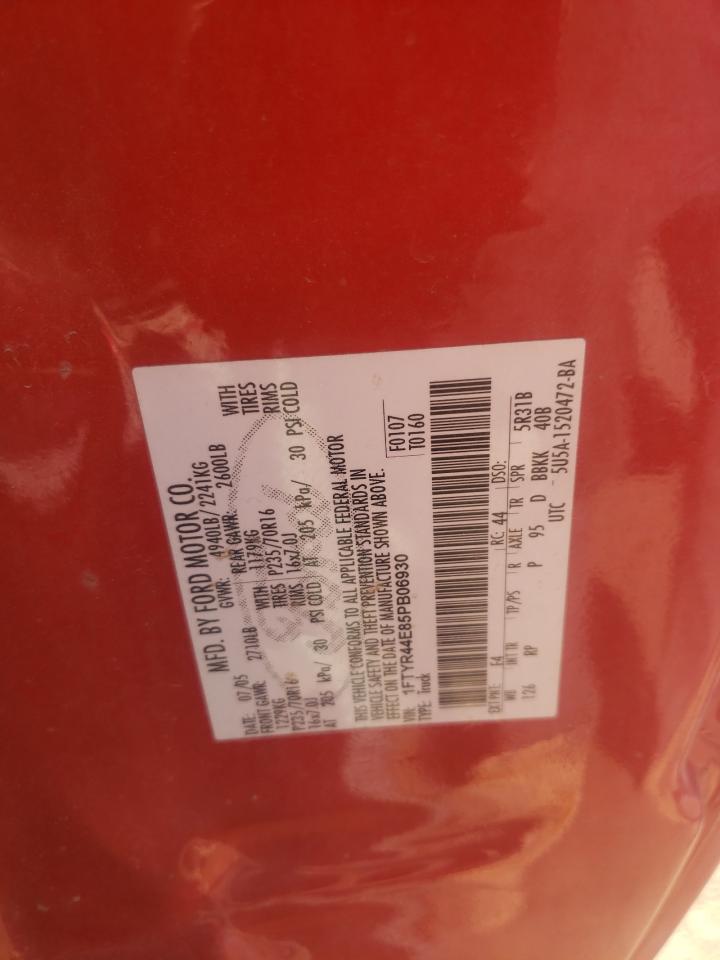 MFD. BY FORD MOTOR CO.
DATE: 07/05 GVWR: 4940LB/2241KG
FRONT GAWR: 2710LB REAR GAWR: 2600LB
1229KG WITH 1179KG WITH
P235/70R16 TIRES P235/70R16 TIRES
16x7.0J RIMS 16x7.0J RIMS
AT 205 kPa/ 30 PSI COLD AT 205 kPa/ 30 PSI COLD
THIS VEHICLE CONFORMS TO ALL APPLICABLE FEDERAL MOTOR
VEHICLE SAFETY AND THEFT PREVENTION STANDARDS IN
EFFECT ON THE DATE OF MANUFACTURE SHOWN ABOVE.
VIN: 1FTYR44E85PB06930 F0107
TYPE: Truck T0160
EXT PNT: F4 RC: 44 DSO:
WB INT TR TP/PS R AXLE TR SPR 5R31B
126 RP P 95 D BBKK 40B
UTC 5U5A-1520472-BA